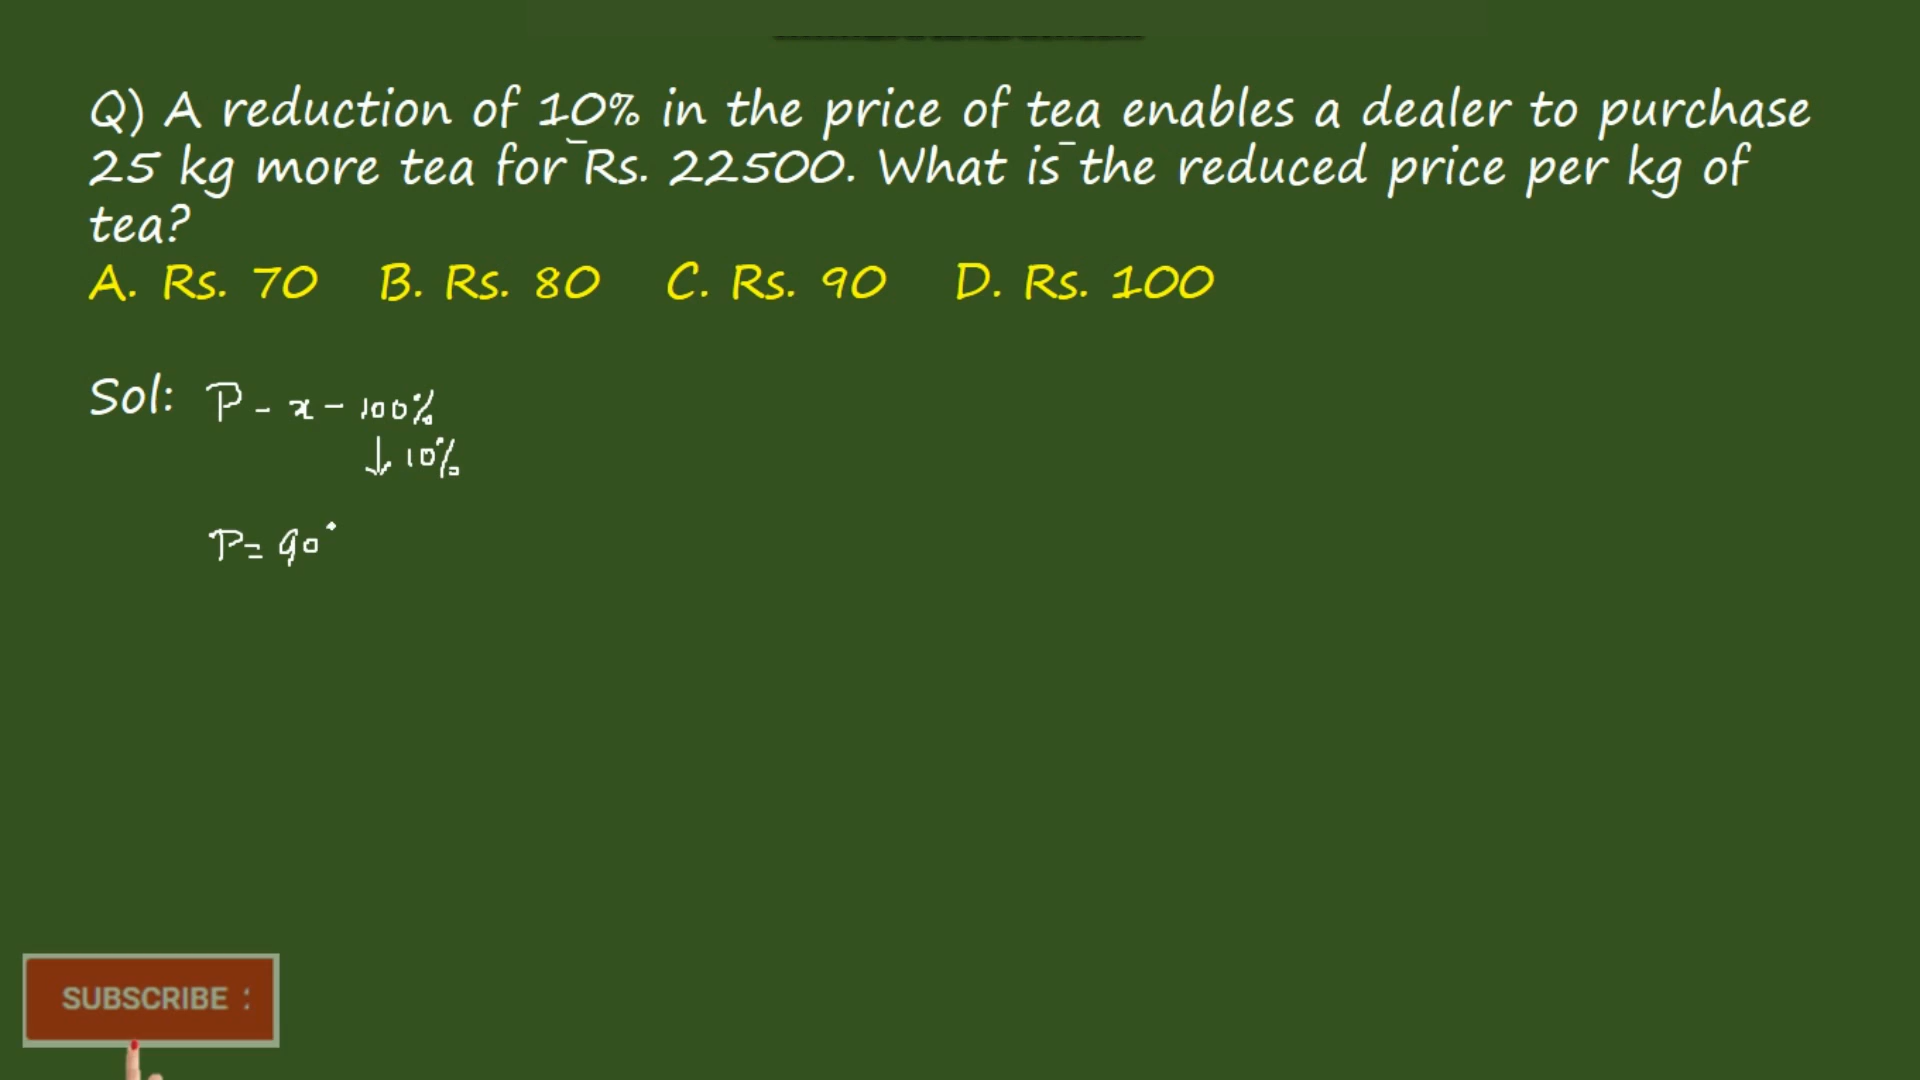 Q) A reduction of 10% in the price of tea enables a dealer to purchase
25 kg more tea for Rs. 22500. What is the reduced price per kg of
tea?
A. Rs. 70 B. Rs. 80 C. Rs. 90 D. Rs. 100
Sol: P - x - 100%
↓ 10%
P = 90
SUBSCRIBE :